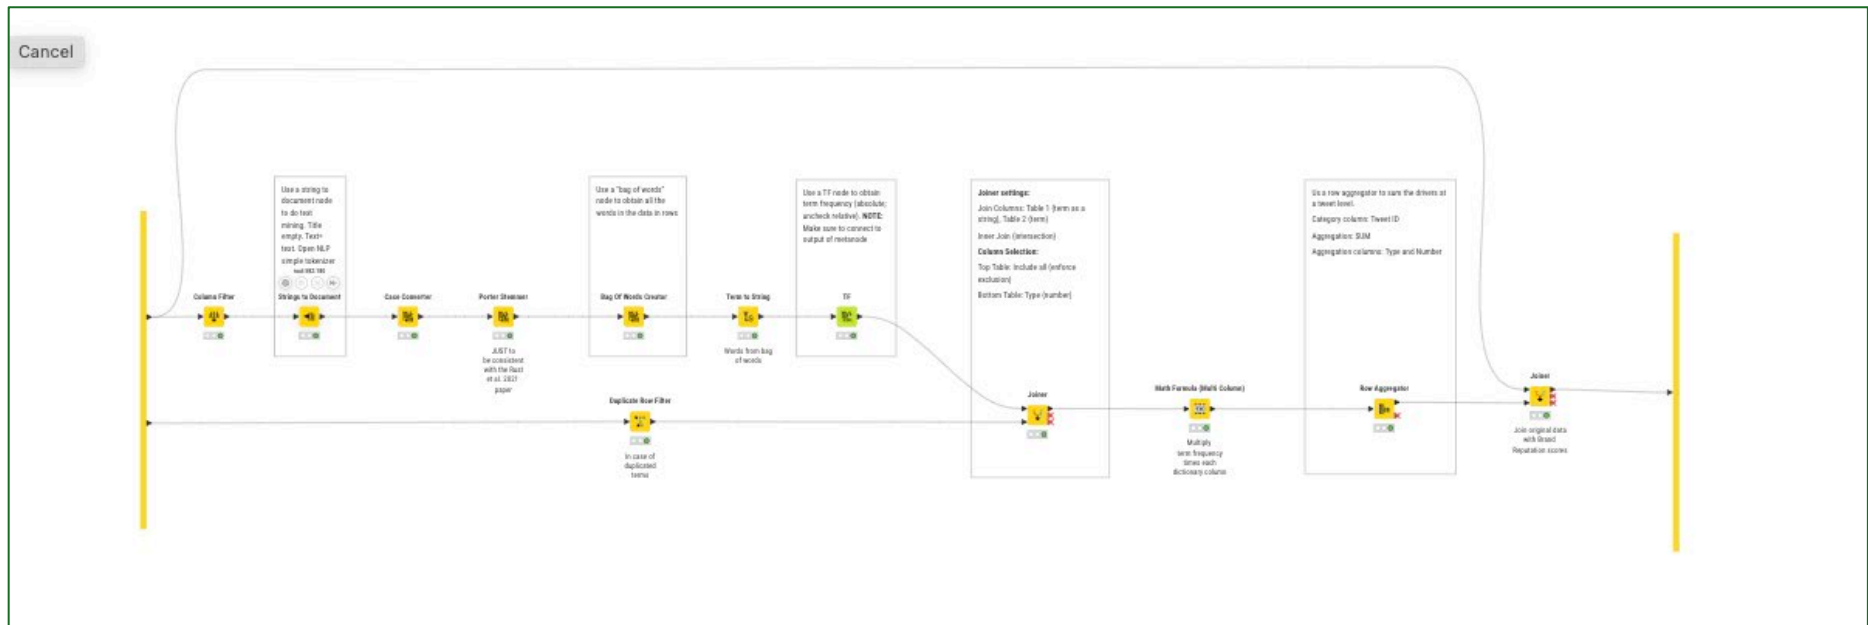 Cancel
Use a string to
document node
to do text
mining. Title
empty. Text=
text. Open NLP
simple tokenizer
Use a "bag of words"
node to obtain all the
words in the data in rows
Use a TF node to obtain
term frequency (absolute;
uncheck relative). NOTE:
Make sure to connect to
output of metanode
Joiner settings:
Join Columns: Table 1 (term as a
string), Table 2 (term)
Inner Join (intersection)
Column Selection:
Top Table: Include all (enforce
exclusion)
Bottom Table: Type (number)
Us a row aggregator to sum the drivers at
a tweet level.
Category column: Tweet ID
Aggregation: SUM
Aggregation columns: Type and Number
Column Filter
Strings to Document
Case Converter
Porter Stemmer
Bag Of Words Creator
Term to String
TF
JUST to
be consistent
with the Rust
et al. 2021
paper
Words from bag
of words
Duplicate Row Filter
In case of
duplicated
terms
Joiner
Math Formula (Multi Column)
Multiply
term frequency
times each
dictionary column
Row Aggregator
Joiner
Join original data
with Brand
Reputation scores